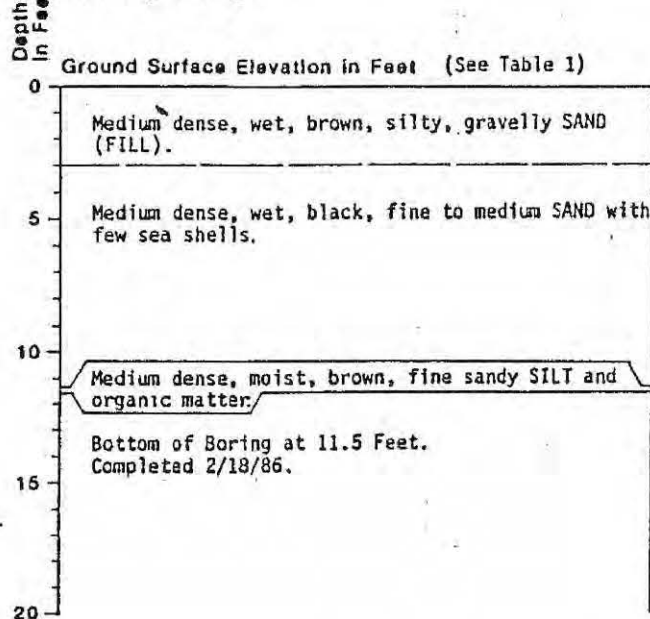 Depth
In Fee
Ground Surface Elevation in Feet (See Table 1)
0
Medium dense, wet, brown, silty, gravelly SAND
(FILL).
5
Medium dense, wet, black, fine to medium SAND with
few sea shells.
10
Medium dense, moist, brown, fine sandy SILT and
organic matter.
Bottom of Boring at 11.5 Feet.
Completed 2/18/86.
15
20